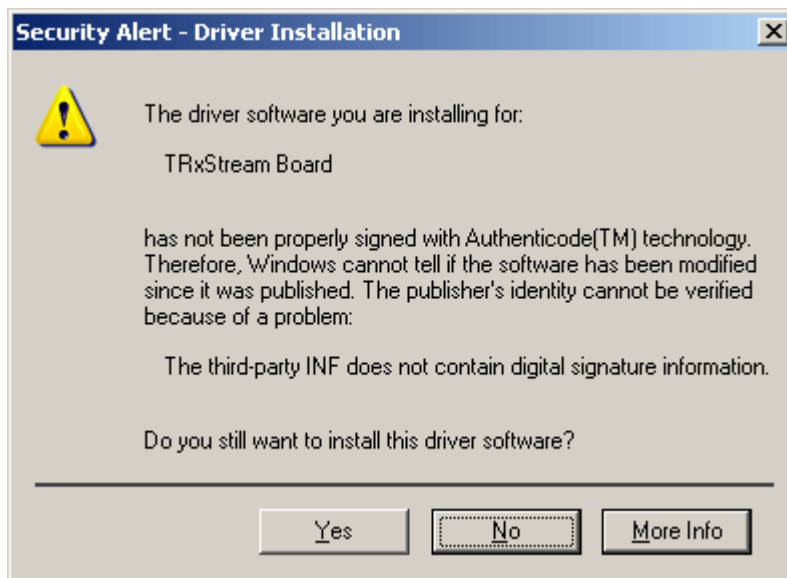 Security Alert - Driver Installation
The driver software you are installing for:
TRxStream Board
has not been properly signed with Authenticode(TM) technology.
Therefore, Windows cannot tell if the software has been modified
since it was published. The publisher's identity cannot be verified
because of a problem:
The third-party INF does not contain digital signature information.
Do you still want to install this driver software?
Yes No More Info